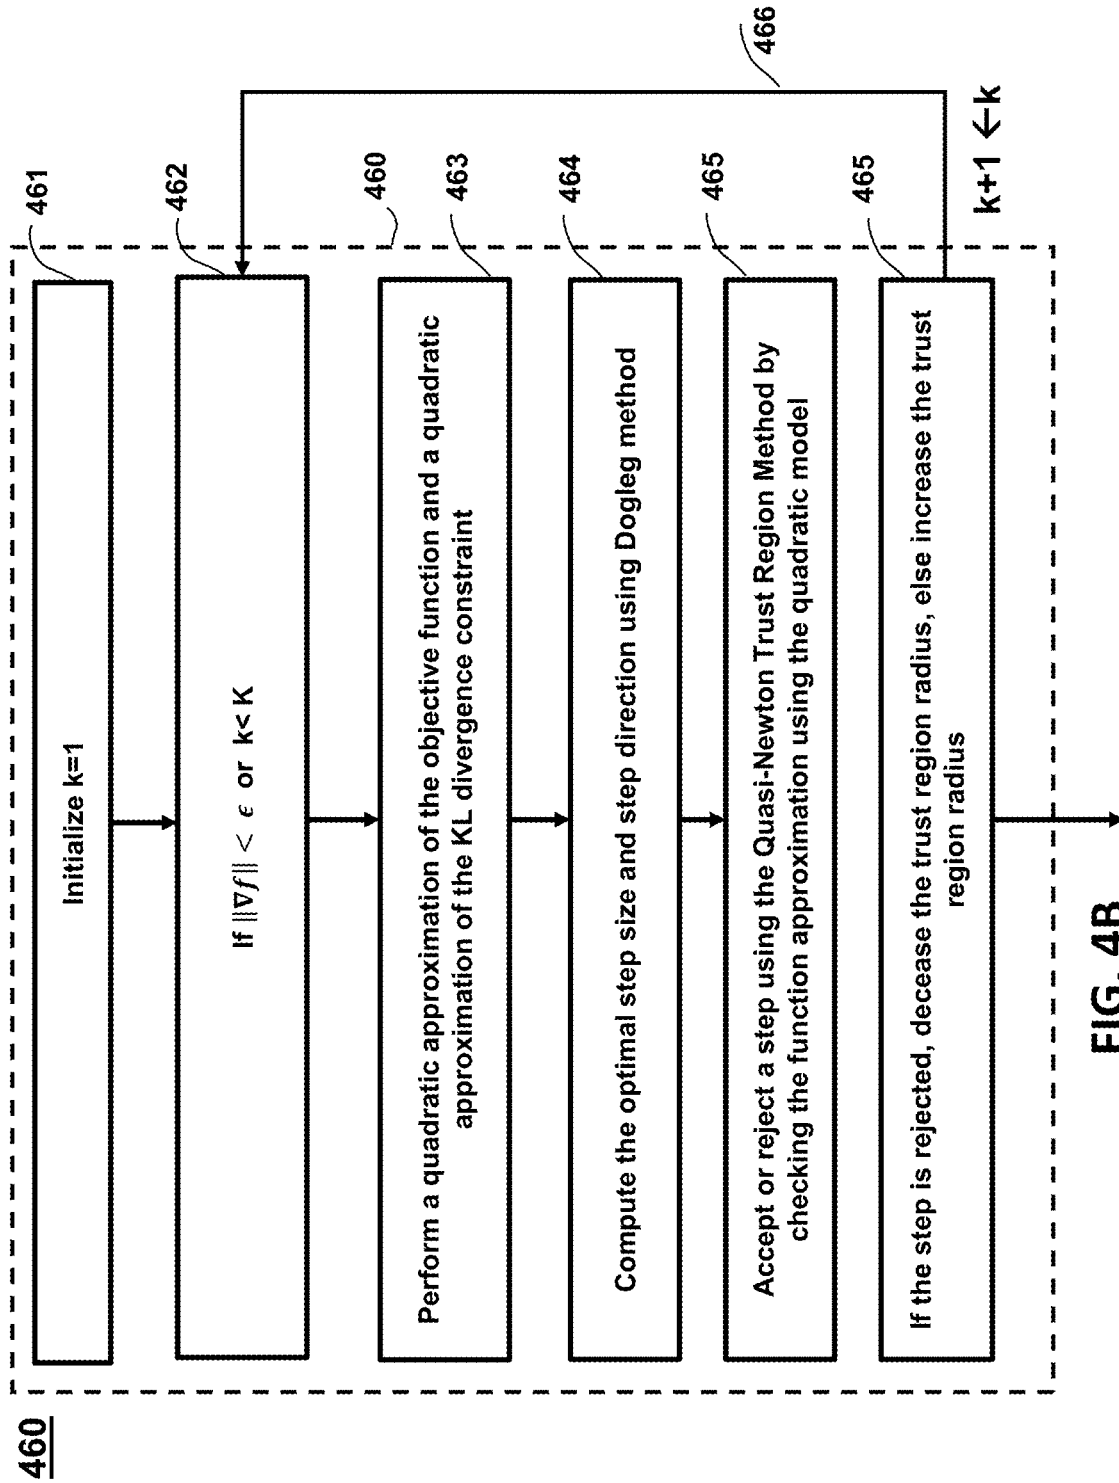 460
461
Initialize k=1
462
If ||∇f|| < ϵ or k< K
460
463
Perform a quadratic approximation of the objective function and a quadratic
approximation of the KL divergence constraint
464
Compute the optimal step size and step direction using Dogleg method
465
Accept or reject a step using the Quasi-Newton Trust Region Method by
checking the function approximation using the quadratic model
465
If the step is rejected, decease the trust region radius, else increase the trust
region radius
466
k+1 ←k
FIG. 4B